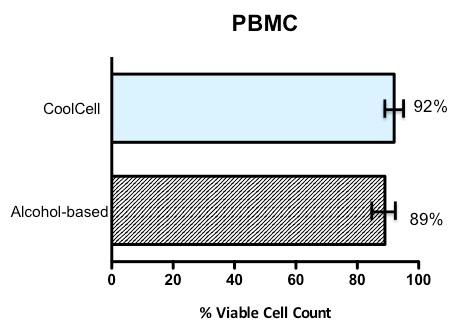 PBMC
CoolCell
92%
Alcohol-based
89%
0 20 40 60 80 100
% Viable Cell Count